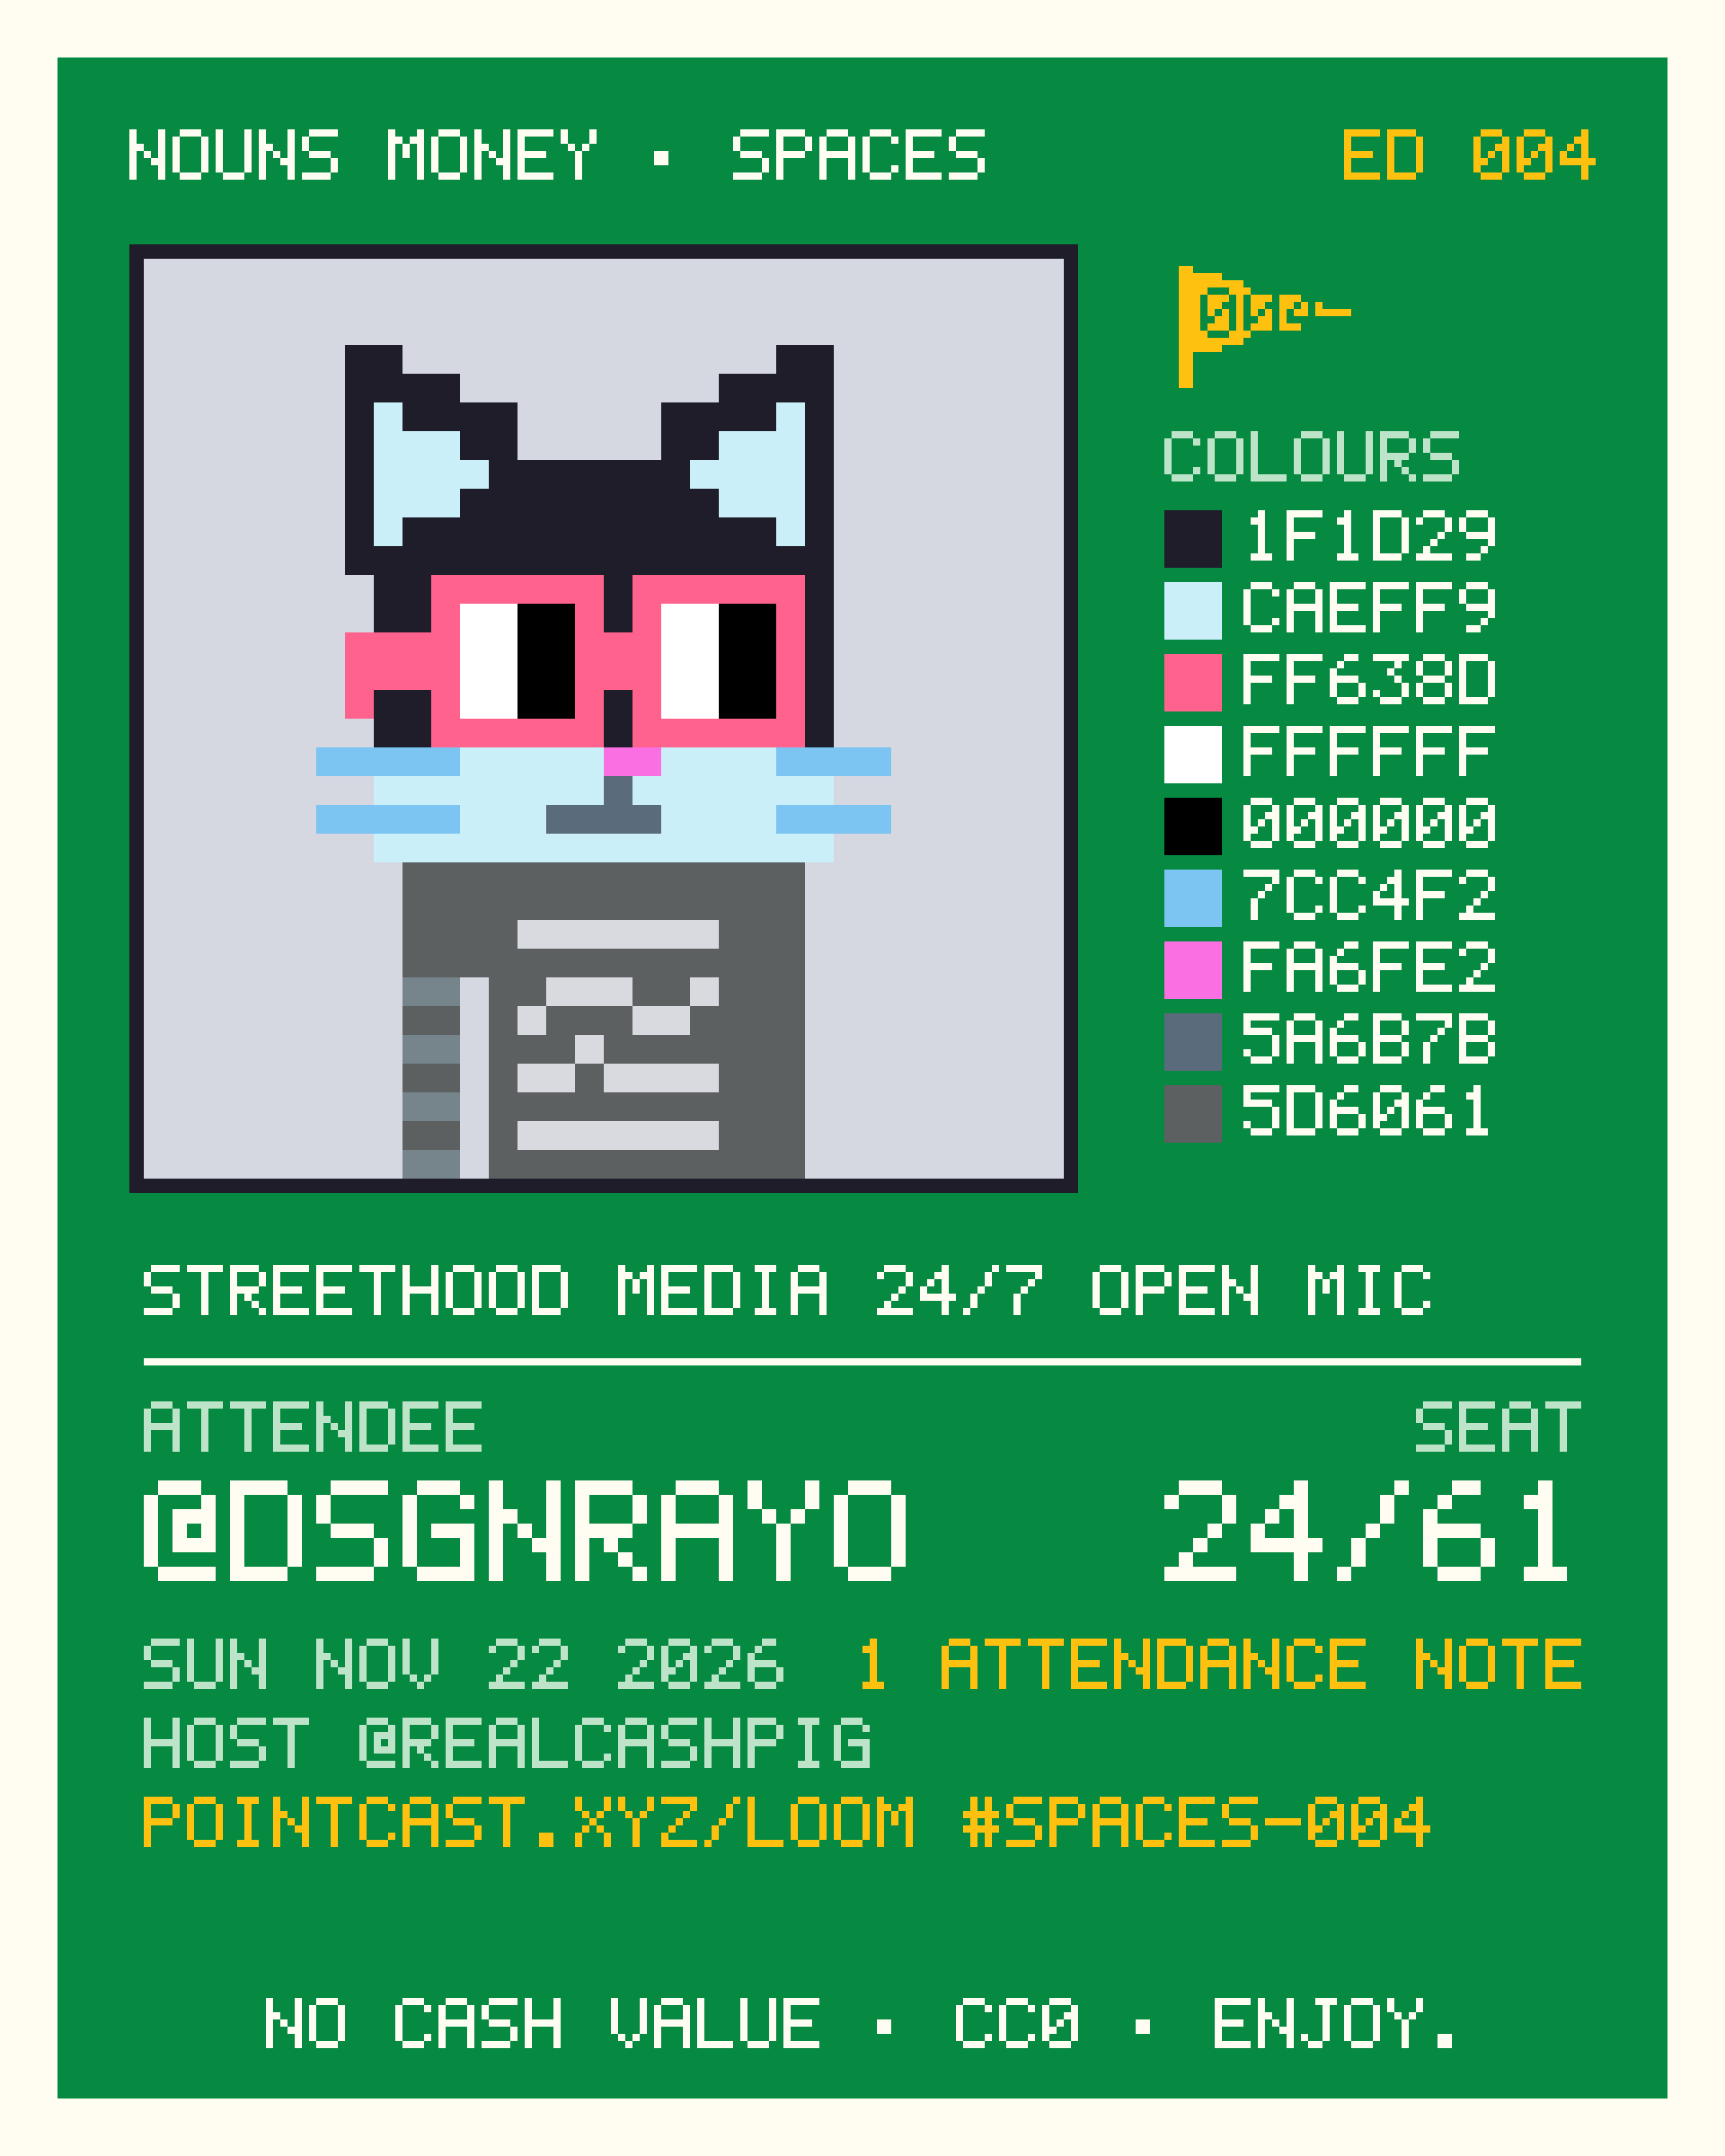 NOUNS MONEY · SPACES
ED 004
COLOURS
1F1D29
CAEFF9
FF638D
FFFFFF
000000
7CC4F2
FA6FE2
5A6B7B
5D6061
STREETHOOD MEDIA 24/7 OPEN MIC
ATTENDEE SEAT
@DSGNRAYO 24/61
SUN NOV 22 2026 1 ATTENDANCE NOTE
HOST @REALCASHPIG
POINTCAST.XYZ/LOOM #SPACES-004
NO CASH VALUE · CC0 · ENJOY.